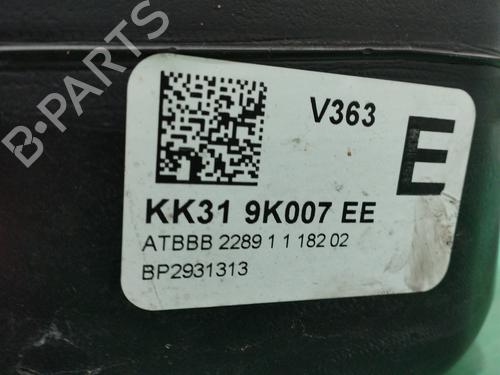 V363
E
KK31 9K007 EE
ATBBB 2289 1 1 182 02
BP2931313
B-PARTS